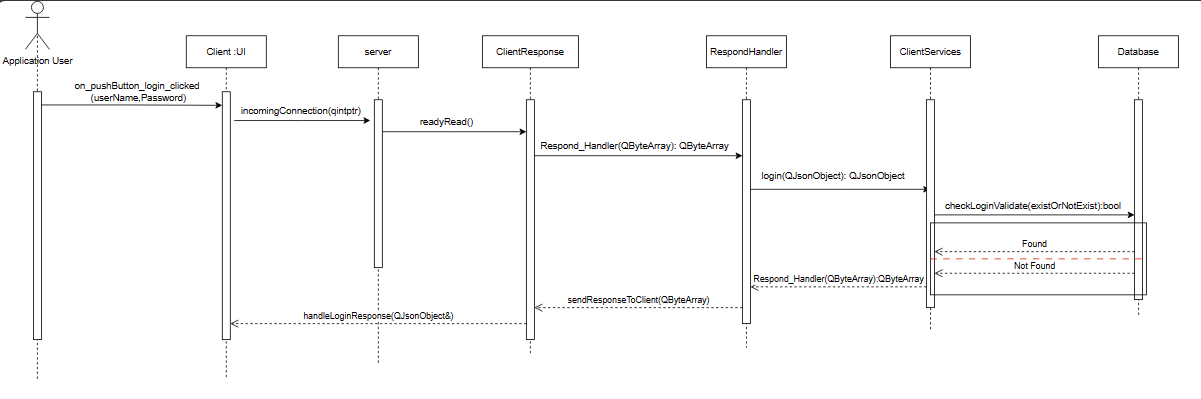 Application User
Client :UI
server
ClientResponse
RespondHandler
ClientServices
Database
on_pushButton_login_clicked
(userName,Password)
incomingConnection(qintptr)
readyRead()
Respond_Handler(QByteArray): QByteArray
login(QJsonObject): QJsonObject
checkLoginValidate(existOrNotExist):bool
Found
Not Found
Respond_Handler(QByteArray):QByteArray
sendResponseToClient(QByteArray)
handleLoginResponse(QJsonObject&)